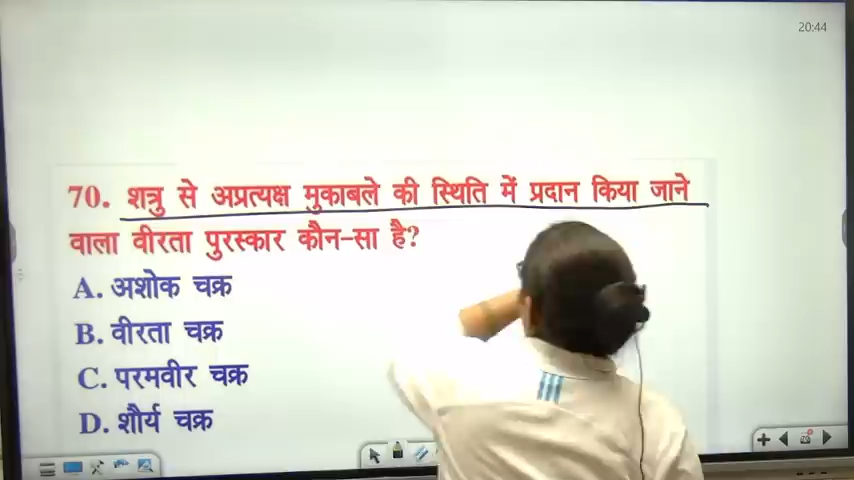 20:44
70. शत्रु से अप्रत्यक्ष मुकाबले की स्थिति में प्रदान किया जाने
वाला वीरता पुरस्कार कौन-सा है?
A. अशोक चक्र
B. वीरता चक्र
C. परमवीर चक्र
D. शौर्य चक्र